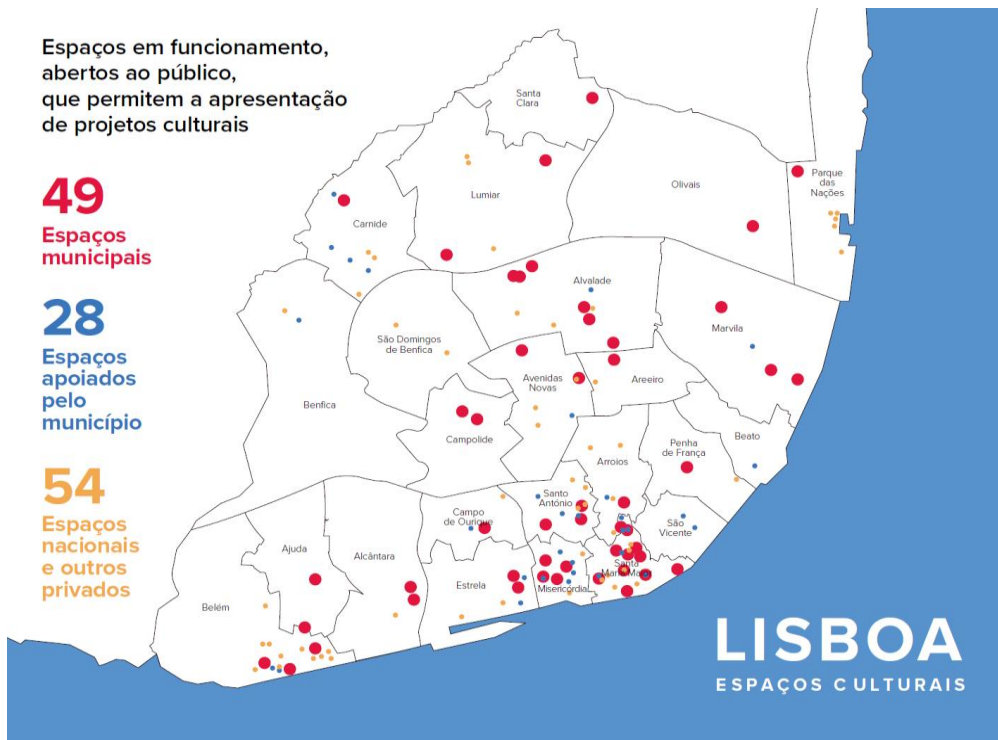 Espaços em funcionamento,
abertos ao público,
que permitem a apresentação
de projetos culturais
49
Espaços
municipais
28
Espaços
apoiados
pelo
município
54
Espaços
nacionais
e outros
privados
Santa
Clara
Lumiar
Olivais
Parque
das
Nações
Carnide
Alvalade
Marvila
São Domingos
de Benfica
Avenidas
Novas
Areeiro
Benfica
Campolide
Arroios
Penha
de França
Beato
Santo
António
Campo
de Ourique
São
Vicente
Ajuda
Alcântara
Estrela
Misericórdia
Santa
Maria Maior
Belém
LISBOA
ESPAÇOS CULTURAIS